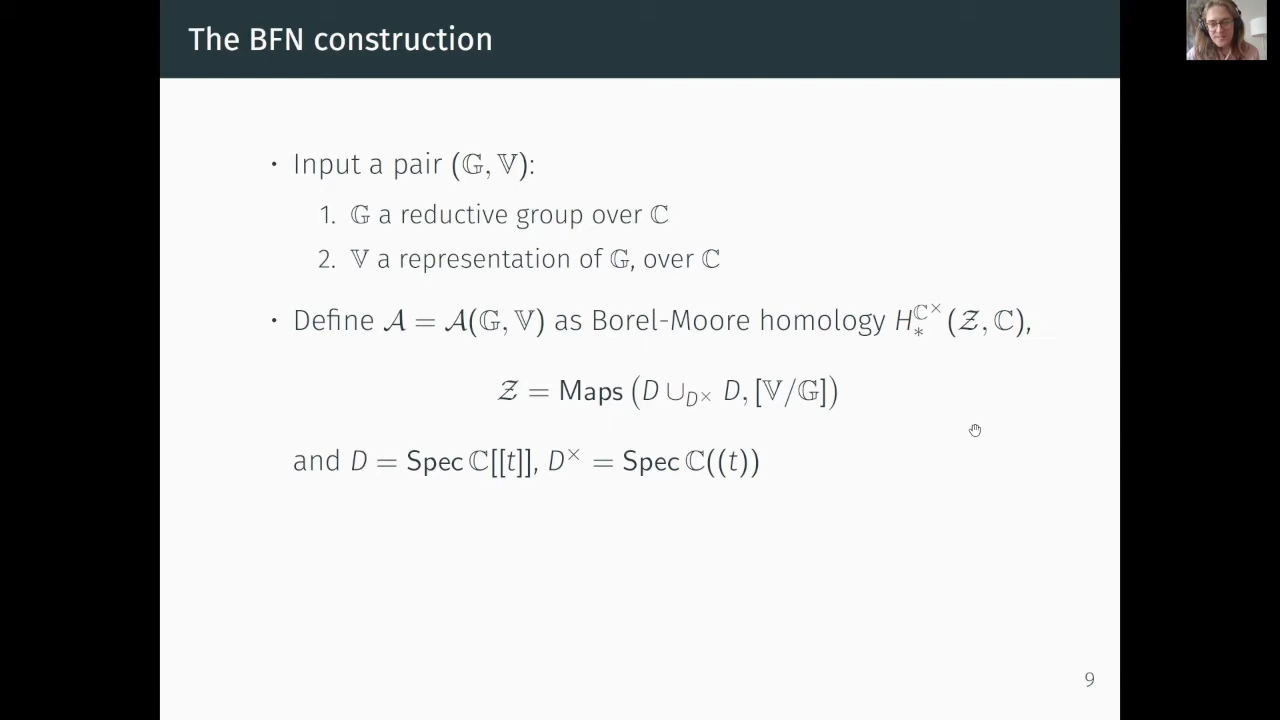 The BFN construction
• Input a pair (𝔾, 𝕍):
1. 𝔾 a reductive group over ℂ
2. 𝕍 a representation of 𝔾, over ℂ
• Define 𝒜 = 𝒜(𝔾, 𝕍) as Borel-Moore homology H_*^{ℂ^×}(𝒵, ℂ),
𝒵 = Maps (D ∪_{D^×} D, [𝕍/𝔾])
and D = Spec ℂ[[t]], D^× = Spec ℂ((t))
9